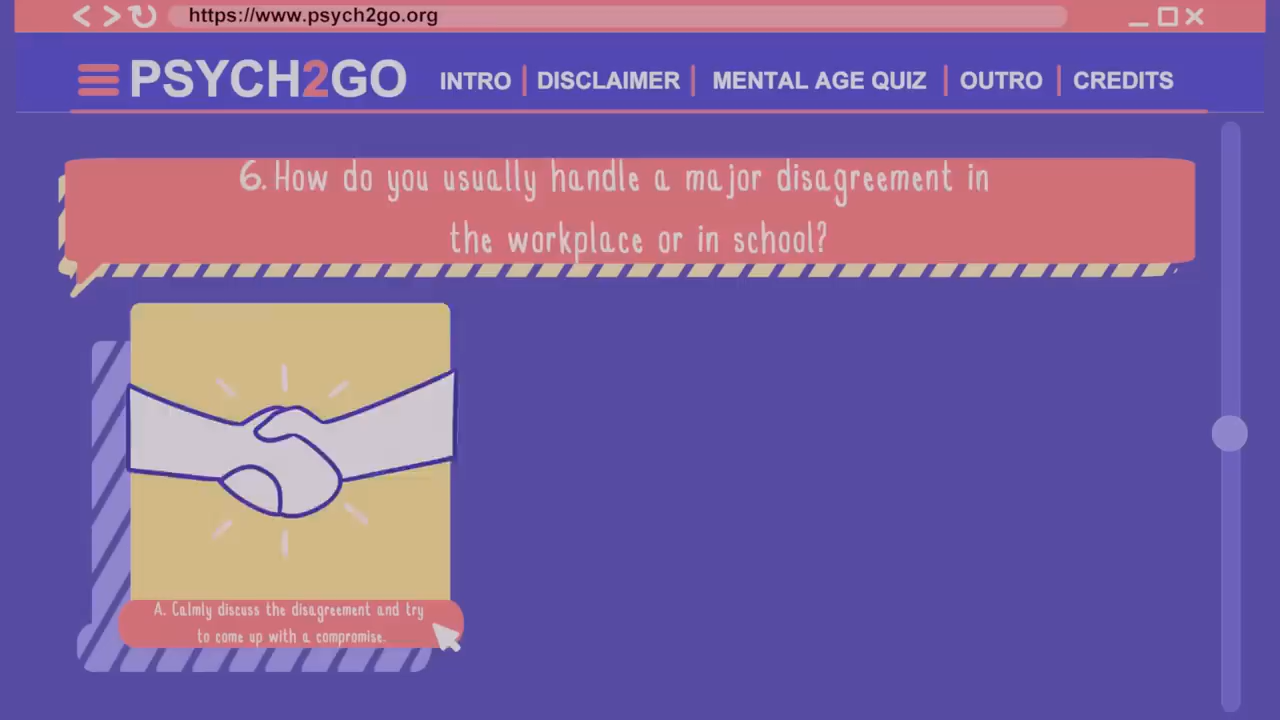 https://www.psych2go.org
PSYCH2GO INTRO DISCLAIMER MENTAL AGE QUIZ OUTRO CREDITS
6. How do you usually handle a major disagreement in
the workplace or in school?
A. Calmly discuss the disagreement and try
to come up with a compromise.